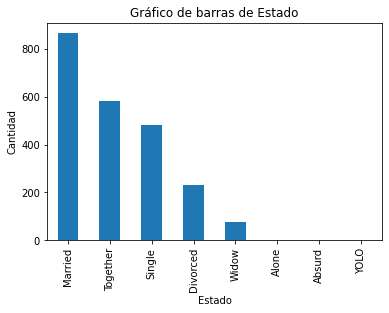 Gráfico de barras de Estado
Cantidad
800
600
400
200
0
Married
Together
Single
Divorced
Widow
Alone
Absurd
YOLO
Estado